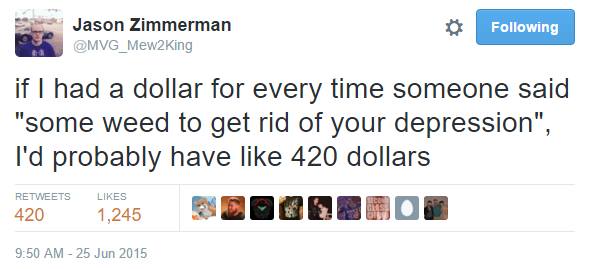 Jason Zimmerman
@MVG_Mew2King
Following
if I had a dollar for every time someone said
"some weed to get rid of your depression",
I'd probably have like 420 dollars
RETWEETS LIKES
420 1,245
9:50 AM - 25 Jun 2015